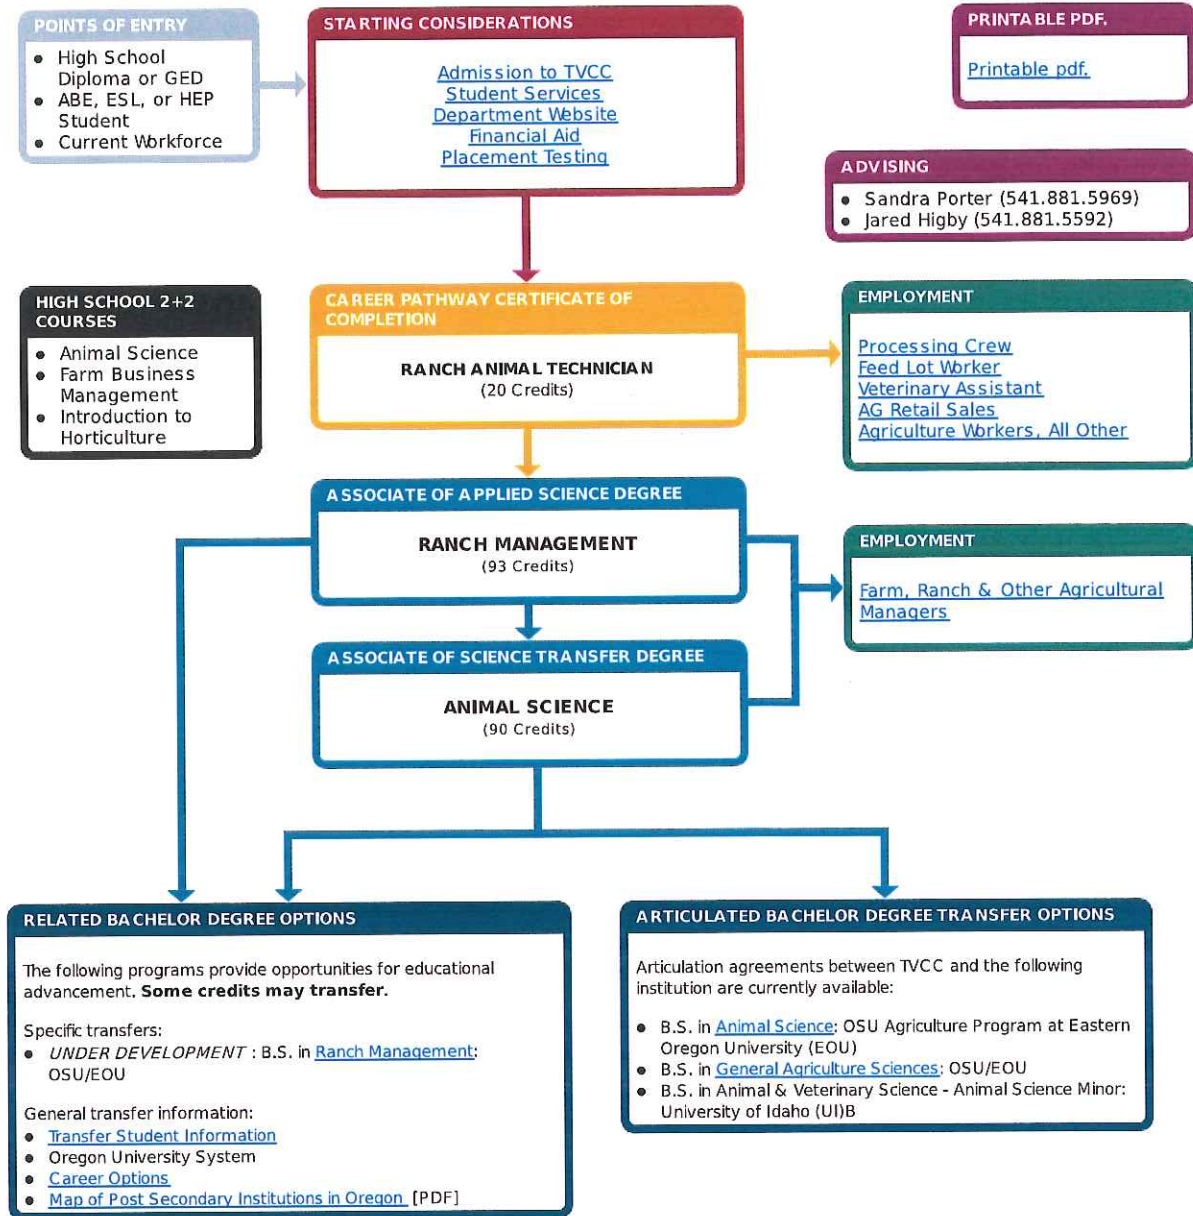 POINTS OF ENTRY
• High School
Diploma or GED
• ABE, ESL, or HEP
Student
• Current Workforce
STARTING CONSIDERATIONS
Admission to TVCC
Student Services
Department Website
Financial Aid
Placement Testing
PRINTABLE PDF.
Printable pdf.
ADVISING
• Sandra Porter (541.881.5969)
• Jared Higby (541.881.5592)
HIGH SCHOOL 2+2
COURSES
• Animal Science
• Farm Business
Management
• Introduction to
Horticulture
CAREER PATHWAY CERTIFICATE OF
COMPLETION
RANCH ANIMAL TECHNICIAN
(20 Credits)
EMPLOYMENT
Processing Crew
Feed Lot Worker
Veterinary Assistant
AG Retail Sales
Agriculture Workers, All Other
ASSOCIATE OF APPLIED SCIENCE DEGREE
RANCH MANAGEMENT
(93 Credits)
EMPLOYMENT
Farm, Ranch & Other Agricultural
Managers
ASSOCIATE OF SCIENCE TRANSFER DEGREE
ANIMAL SCIENCE
(90 Credits)
RELATED BACHELOR DEGREE OPTIONS
The following programs provide opportunities for educational
advancement. Some credits may transfer.
Specific transfers:
• UNDER DEVELOPMENT : B.S. in Ranch Management:
OSU/EOU
General transfer information:
• Transfer Student Information
• Oregon University System
• Career Options
• Map of Post Secondary Institutions in Oregon [PDF]
ARTICULATED BACHELOR DEGREE TRANSFER OPTIONS
Articulation agreements between TVCC and the following
institution are currently available:
• B.S. in Animal Science: OSU Agriculture Program at Eastern
Oregon University (EOU)
• B.S. in General Agriculture Sciences: OSU/EOU
• B.S. in Animal & Veterinary Science - Animal Science Minor:
University of Idaho (UI)B